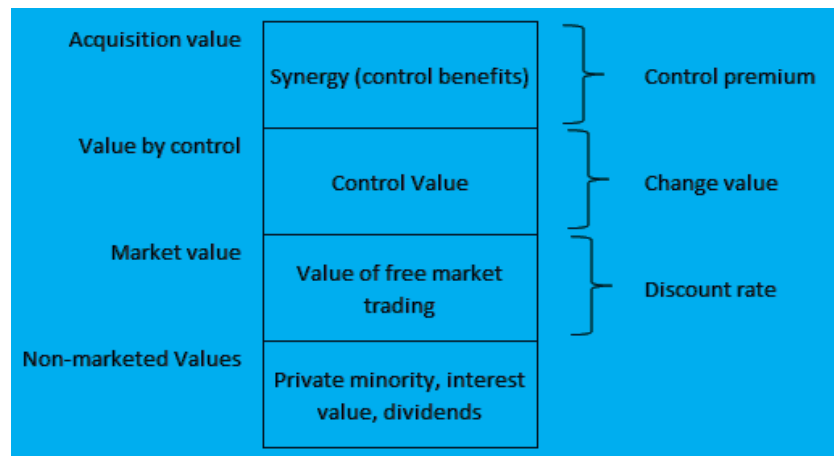 Acquisition value
Synergy (control benefits)
Control premium
Value by control
Control Value
Change value
Market value
Value of free market
trading
Discount rate
Non-marketed Values
Private minority, interest
value, dividends